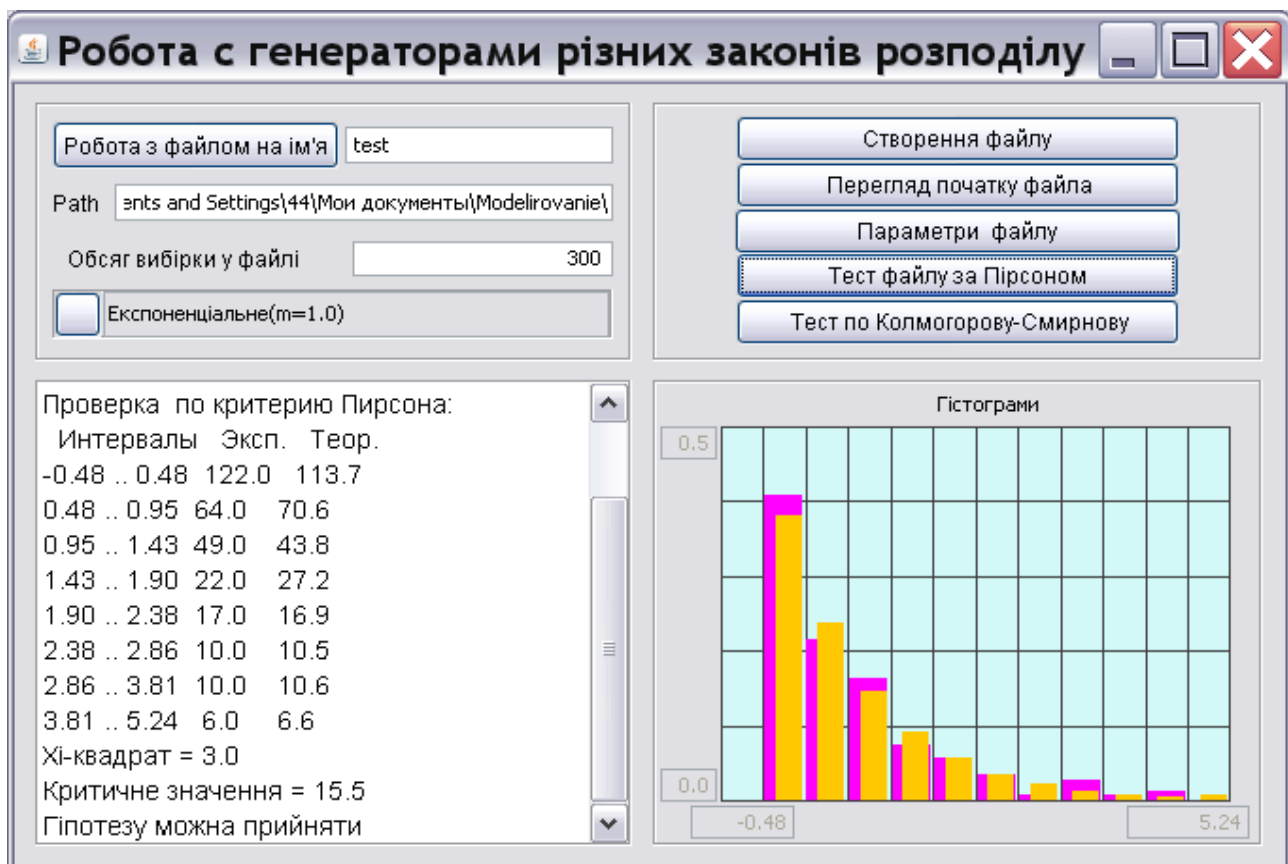 Робота с генераторами різних законів розподілу
Робота з файлом на ім'я test
Path ents and Settings\44\Мои документы\Modelirovanie\
Обсяг вибірки у файлі 300
Експоненціальне(m=1.0)
Створення файлу
Перегляд початку файла
Параметри файлу
Тест файлу за Пірсоном
Тест по Колмогорову-Смирнову
Проверка по критерию Пирсона:
Интервалы Эксп. Теор.
-0.48 .. 0.48 122.0 113.7
0.48 .. 0.95 64.0 70.6
0.95 .. 1.43 49.0 43.8
1.43 .. 1.90 22.0 27.2
1.90 .. 2.38 17.0 16.9
2.38 .. 2.86 10.0 10.5
2.86 .. 3.81 10.0 10.6
3.81 .. 5.24 6.0 6.6
Хі-квадрат = 3.0
Критичне значення = 15.5
Гіпотезу можна прийняти
Гістограми
0.5
0.0
-0.48 5.24